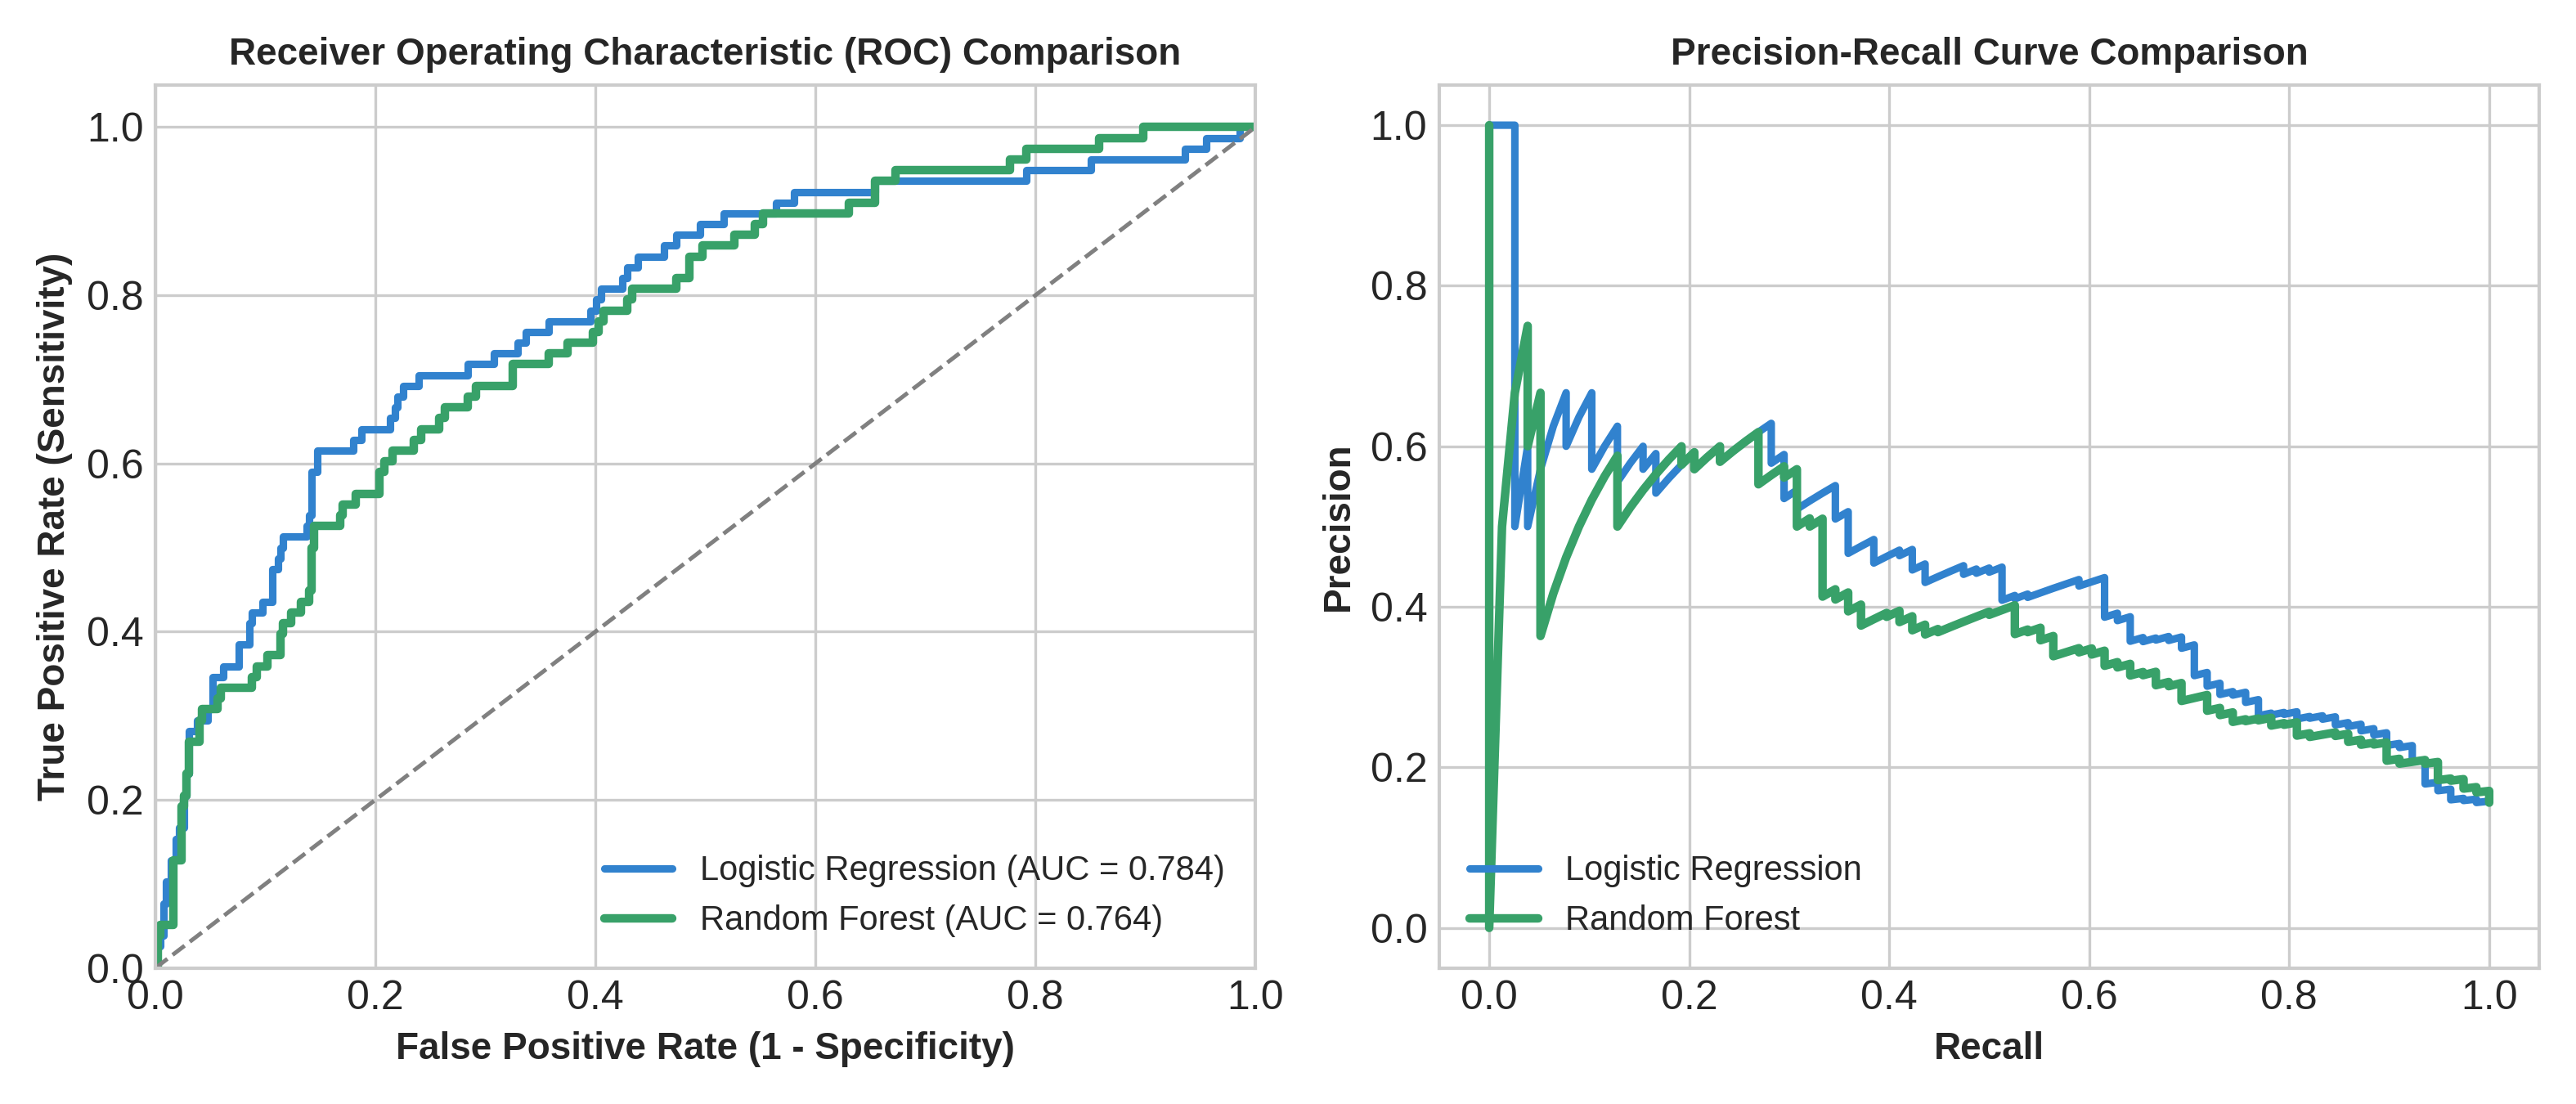 Receiver Operating Characteristic (ROC) Comparison
True Positive Rate (Sensitivity)
1.0
0.8
0.6
0.4
0.2
0.0
0.0 0.2 0.4 0.6 0.8 1.0
False Positive Rate (1 - Specificity)
Logistic Regression (AUC = 0.784)
Random Forest (AUC = 0.764)
Precision-Recall Curve Comparison
Precision
1.0
0.8
0.6
0.4
0.2
0.0
0.0 0.2 0.4 0.6 0.8 1.0
Recall
Logistic Regression
Random Forest